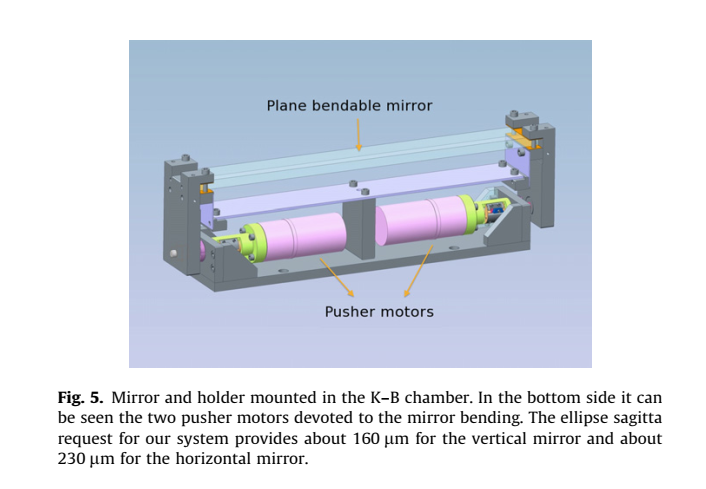 Plane bendable mirror
Pusher motors
Fig. 5. Mirror and holder mounted in the K–B chamber. In the bottom side it can
be seen the two pusher motors devoted to the mirror bending. The ellipse sagitta
request for our system provides about 160 μm for the vertical mirror and about
230 μm for the horizontal mirror.